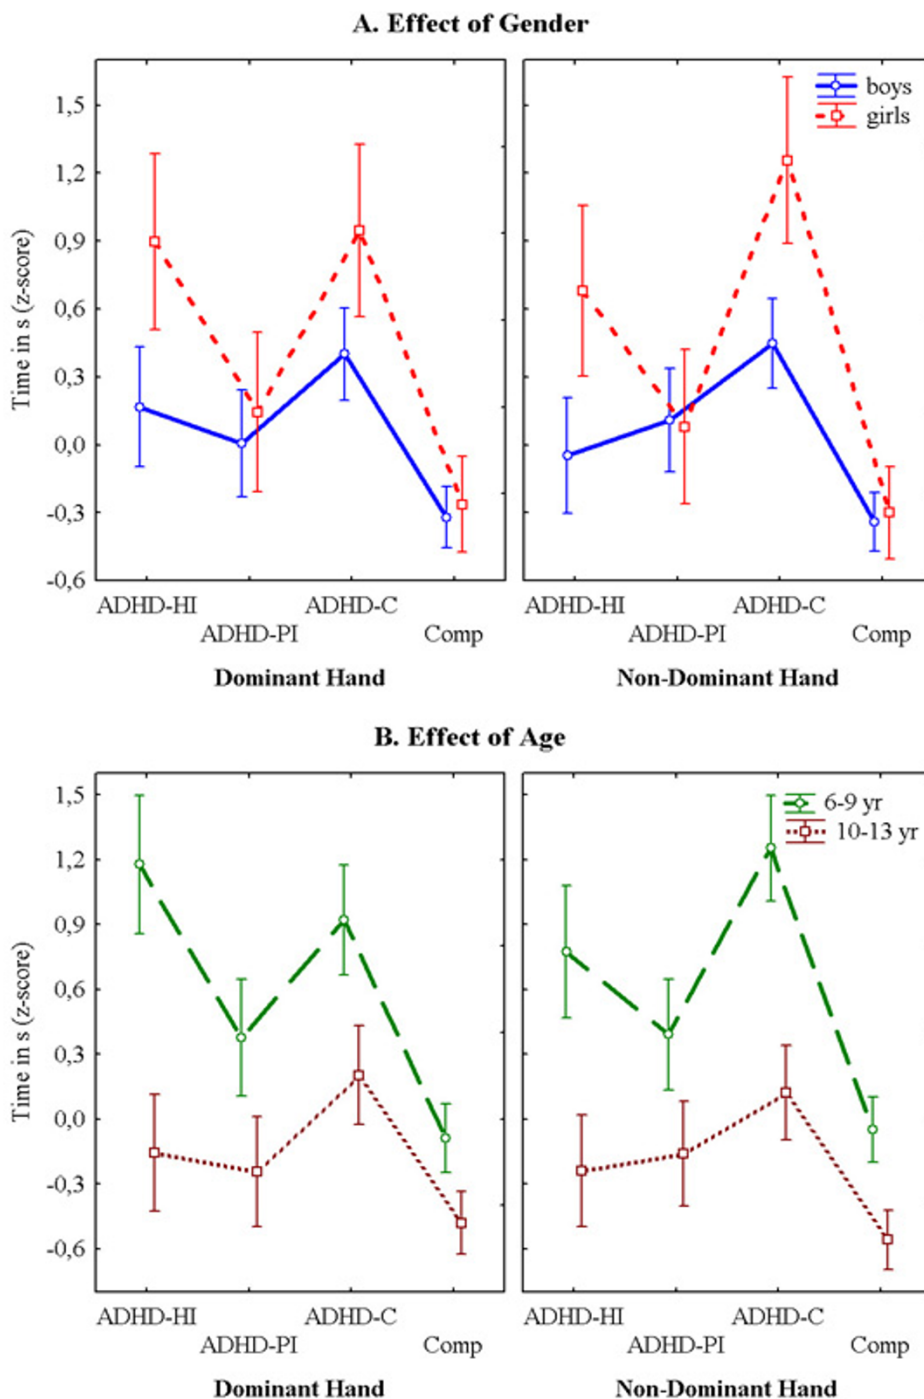 A. Effect of Gender
boys
girls
1,5
1,2
0,9
0,6
0,3
0,0
-0,3
-0,6
Time in s (z-score)
ADHD-HI
ADHD-PI
ADHD-C
Comp
Dominant Hand
ADHD-HI
ADHD-PI
ADHD-C
Comp
Non-Dominant Hand
B. Effect of Age
6-9 yr
10-13 yr
1,5
1,2
0,9
0,6
0,3
0,0
-0,3
-0,6
Time in s (z-score)
ADHD-HI
ADHD-PI
ADHD-C
Comp
Dominant Hand
ADHD-HI
ADHD-PI
ADHD-C
Comp
Non-Dominant Hand